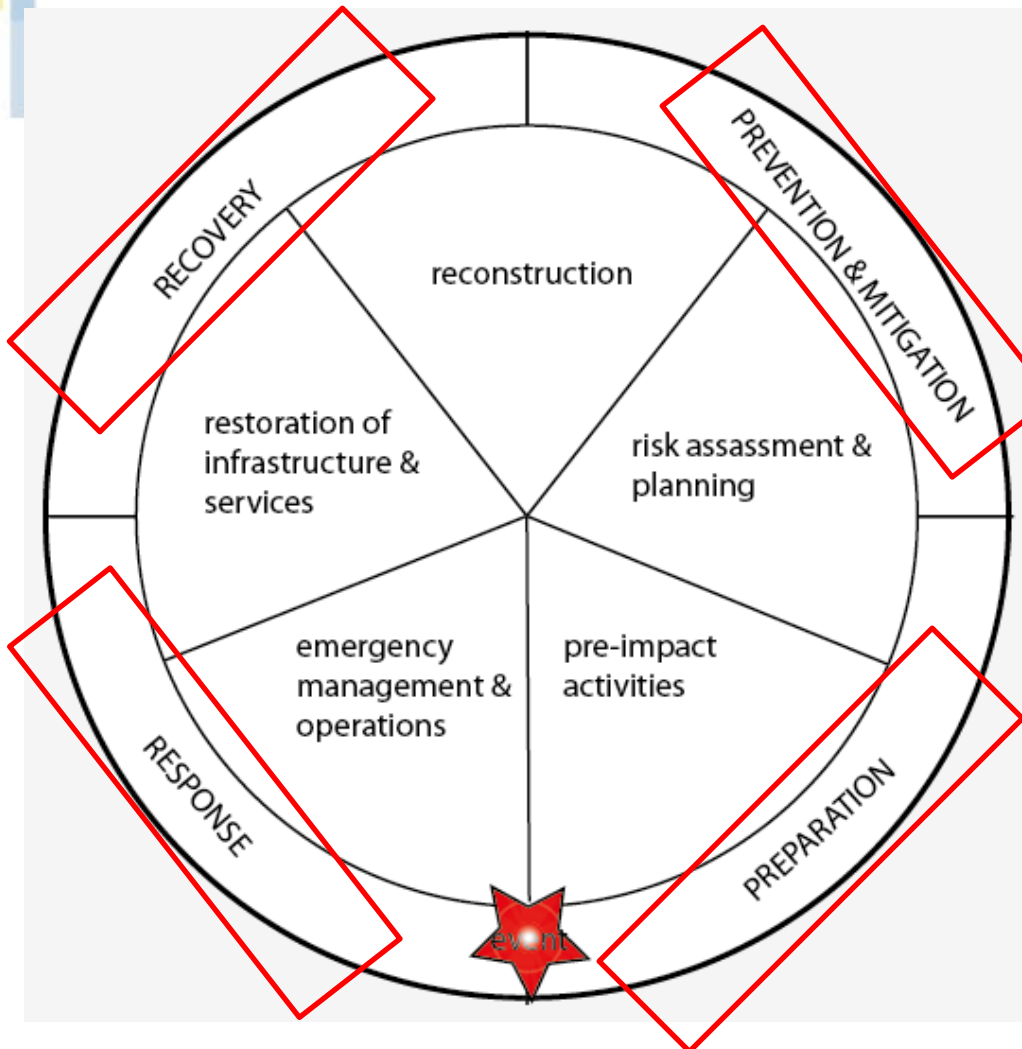 RECOVERY
PREVENTION & MITIGATION
reconstruction
restoration of
infrastructure &
services
risk assassment &
planning
emergency
management &
operations
pre-impact
activities
RESPONSE
PREPARATION
event